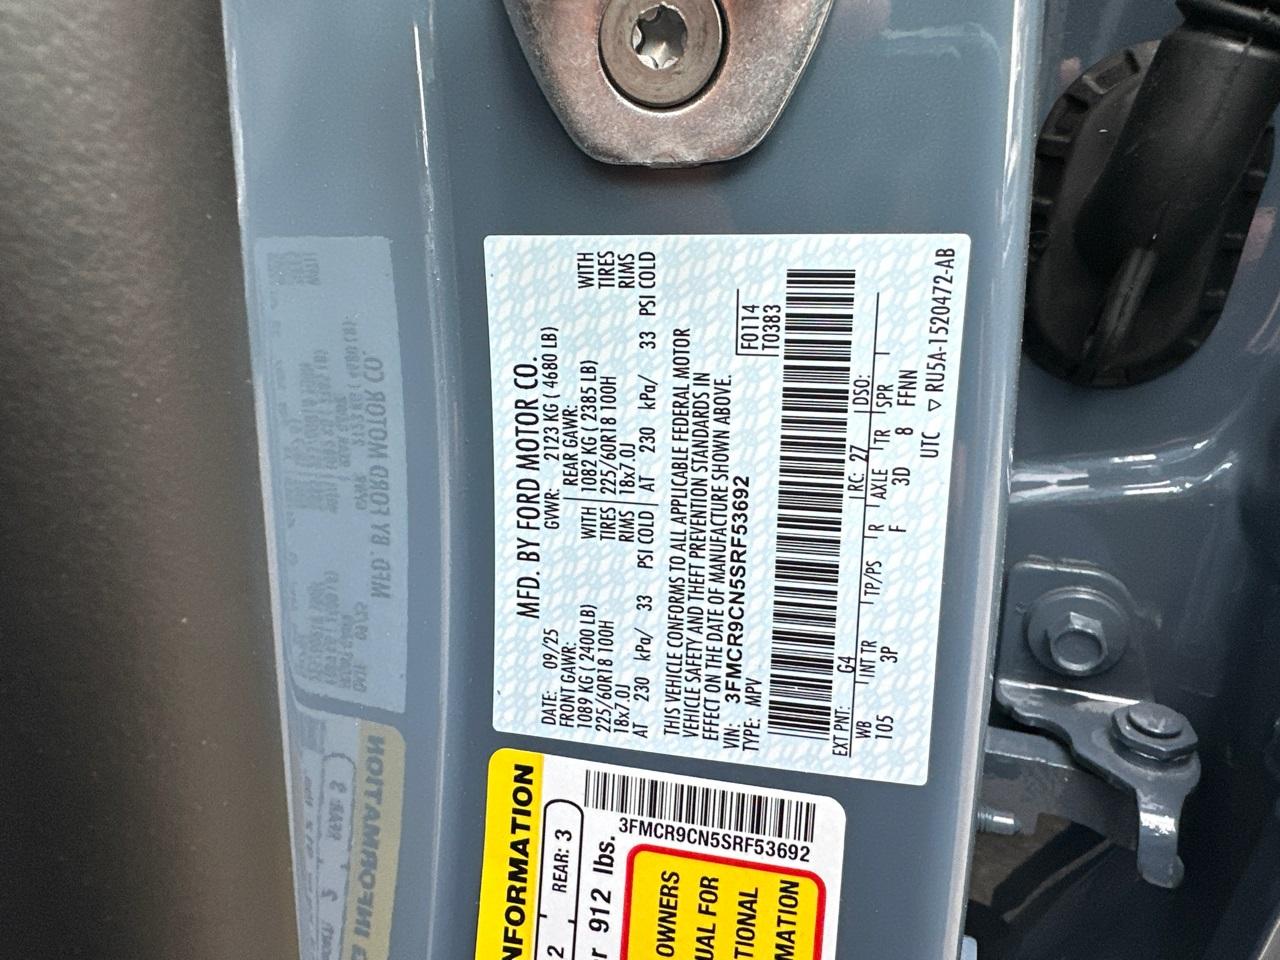 MFD. BY FORD MOTOR CO.
DATE: 09/25 GVWR: 2123 KG ( 4680 LB)
FRONT GAWR: REAR GAWR:
1089 KG ( 2400 LB) WITH 1082 KG ( 2385 LB) WITH
225/60R18 100H TIRES 225/60R18 100H TIRES
18x7.0J RIMS 18x7.0J RIMS
AT 230 kPa/ 33 PSI COLD AT 230 kPa/ 33 PSI COLD
THIS VEHICLE CONFORMS TO ALL APPLICABLE FEDERAL MOTOR
VEHICLE SAFETY AND THEFT PREVENTION STANDARDS IN
EFFECT ON THE DATE OF MANUFACTURE SHOWN ABOVE.
VIN: 3FMCR9CN5SRF53692 F0114
TYPE: MPV T0383
EXT PNT: G4 RC: 27 DSO:
WB INT TR TP/PS R AXLE TR SPR
105 3P F 3D 8 FFNN
UTC ▽ RU5A-1520472-AB
NFORMATION
2 REAR: 3
r 912 lbs.
3FMCR9CN5SRF53692
OWNERS
UAL FOR
TIONAL
MATION